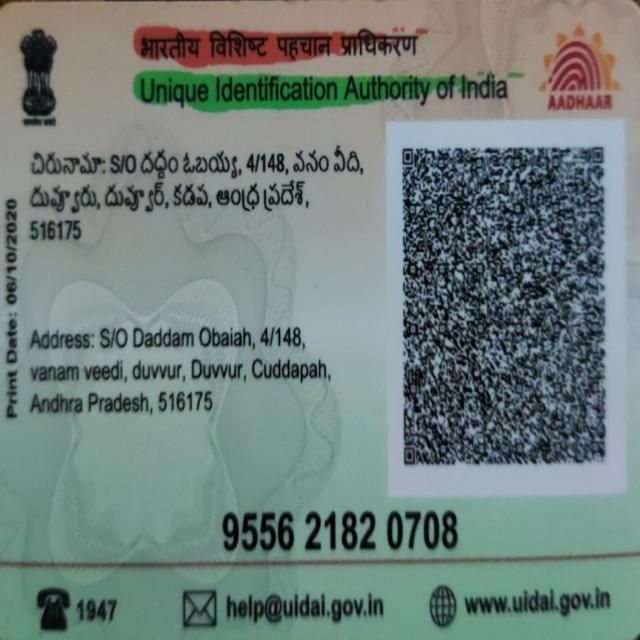 भारतीय विशिष्ट पहचान प्राधिकरण
Unique Identification Authority of India
AADHAAR
చిరునామా: S/O దద్దం ఓబయ్య, 4/148, వనం వీది,
దువ్వూరు, దువ్వూర్, కడప, ఆంధ్ర ప్రదేశ్,
516175
Print Date: 06/10/2020
Address: S/O Daddam Obaiah, 4/148,
vanam veedi, duvvur, Duvvur, Cuddapah,
Andhra Pradesh, 516175
9556 2182 0708
1947
help@uidai.gov.in
www.uidai.gov.in